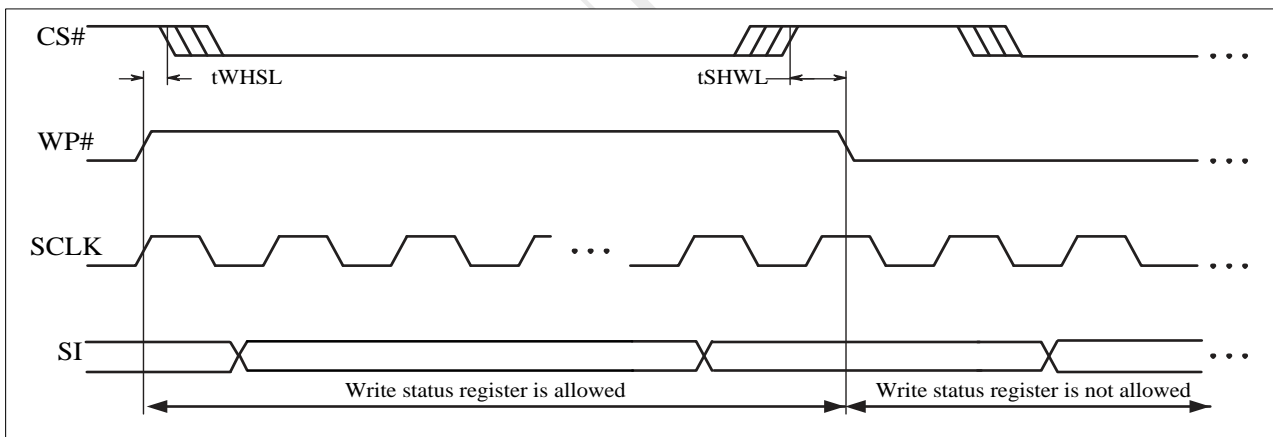 CS#
tWHSL
tSHWL
WP#
SCLK
SI
Write status register is allowed
Write status register is not allowed